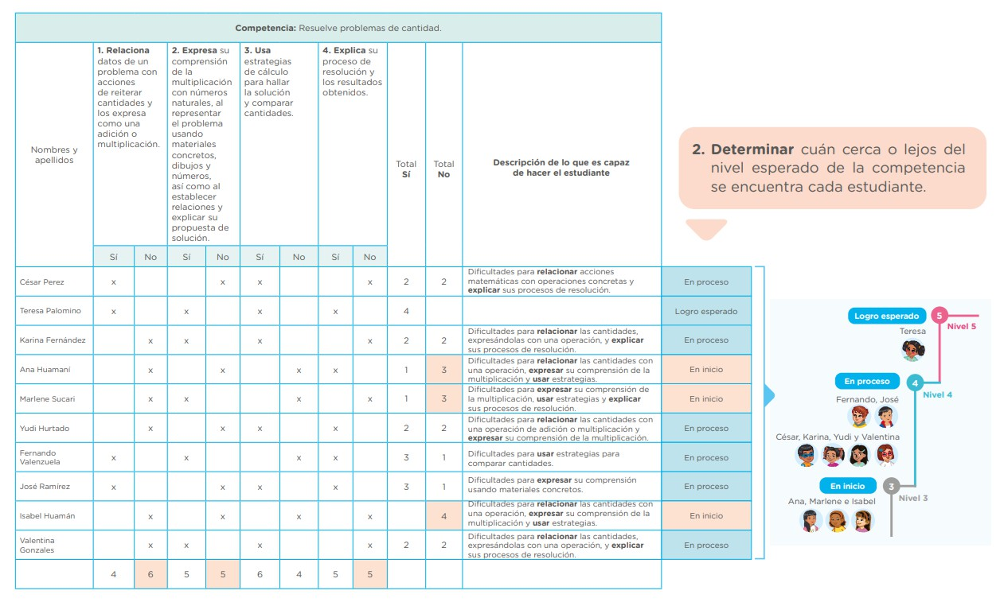 Competencia: Resuelve problemas de cantidad.
Nombres y
apellidos
1. Relaciona
datos de un
problema con
acciones
de reiterar
cantidades y
los expresa
como una
adición o
multiplicación.
2. Expresa su
comprensión
de la
multiplicación
con números
naturales, al
representar
el problema
usando
materiales
concretos,
dibujos y
números,
así como al
establecer
relaciones y
explicar su
propuesta de
solución.
3. Usa
estrategias
de cálculo
para hallar
la solución
y comparar
cantidades.
4. Explica su
proceso de
resolución y
los resultados
obtenidos.
Total
Sí
Total
No
Descripción de lo que es capaz
de hacer el estudiante
Sí No Sí No Sí No Sí No
César Perez x x x x 2 2
Dificultades para relacionar acciones
matemáticas con operaciones concretas y
explicar sus procesos de resolución.
En proceso
Teresa Palomino x x x x 4
Logro esperado
Karina Fernández x x x x 2 2
Dificultades para relacionar las cantidades,
expresándolas con una operación, y explicar
sus procesos de resolución.
En proceso
Ana Huamaní x x x x 1 3
Dificultades para relacionar las cantidades con
una operación, expresar su comprensión de la
multiplicación y usar estrategias.
En inicio
Marlene Sucari x x x x 1 3
Dificultades para expresar su comprensión de
la multiplicación, usar estrategias y explicar
sus procesos de resolución.
En inicio
Yudi Hurtado x x x x 2 2
Dificultades para relacionar las cantidades con
una operación de adición o multiplicación y
expresar su comprensión de la multiplicación.
En proceso
Fernando
Valenzuela
x x x x 3 1
Dificultades para usar estrategias para
comparar cantidades.
En proceso
José Ramírez x x x x 3 1
Dificultades para expresar su comprensión
usando materiales concretos.
En proceso
Isabel Huamán x x x x 4
Dificultades para relacionar las cantidades con
una operación, expresar su comprensión de la
multiplicación y usar estrategias.
En inicio
Valentina
Gonzales
x x x x 2 2
Dificultades para relacionar las cantidades,
expresándolas con una operación, y explicar
sus procesos de resolución.
En proceso
4 6 5 5 6 4 5 5
2. Determinar cuán cerca o lejos del
nivel esperado de la competencia
se encuentra cada estudiante.
Logro esperado 5
Nivel 5
Teresa
En proceso 4
Nivel 4
Fernando, José
César, Karina, Yudi y Valentina
En inicio 3
Nivel 3
Ana, Marlene e Isabel